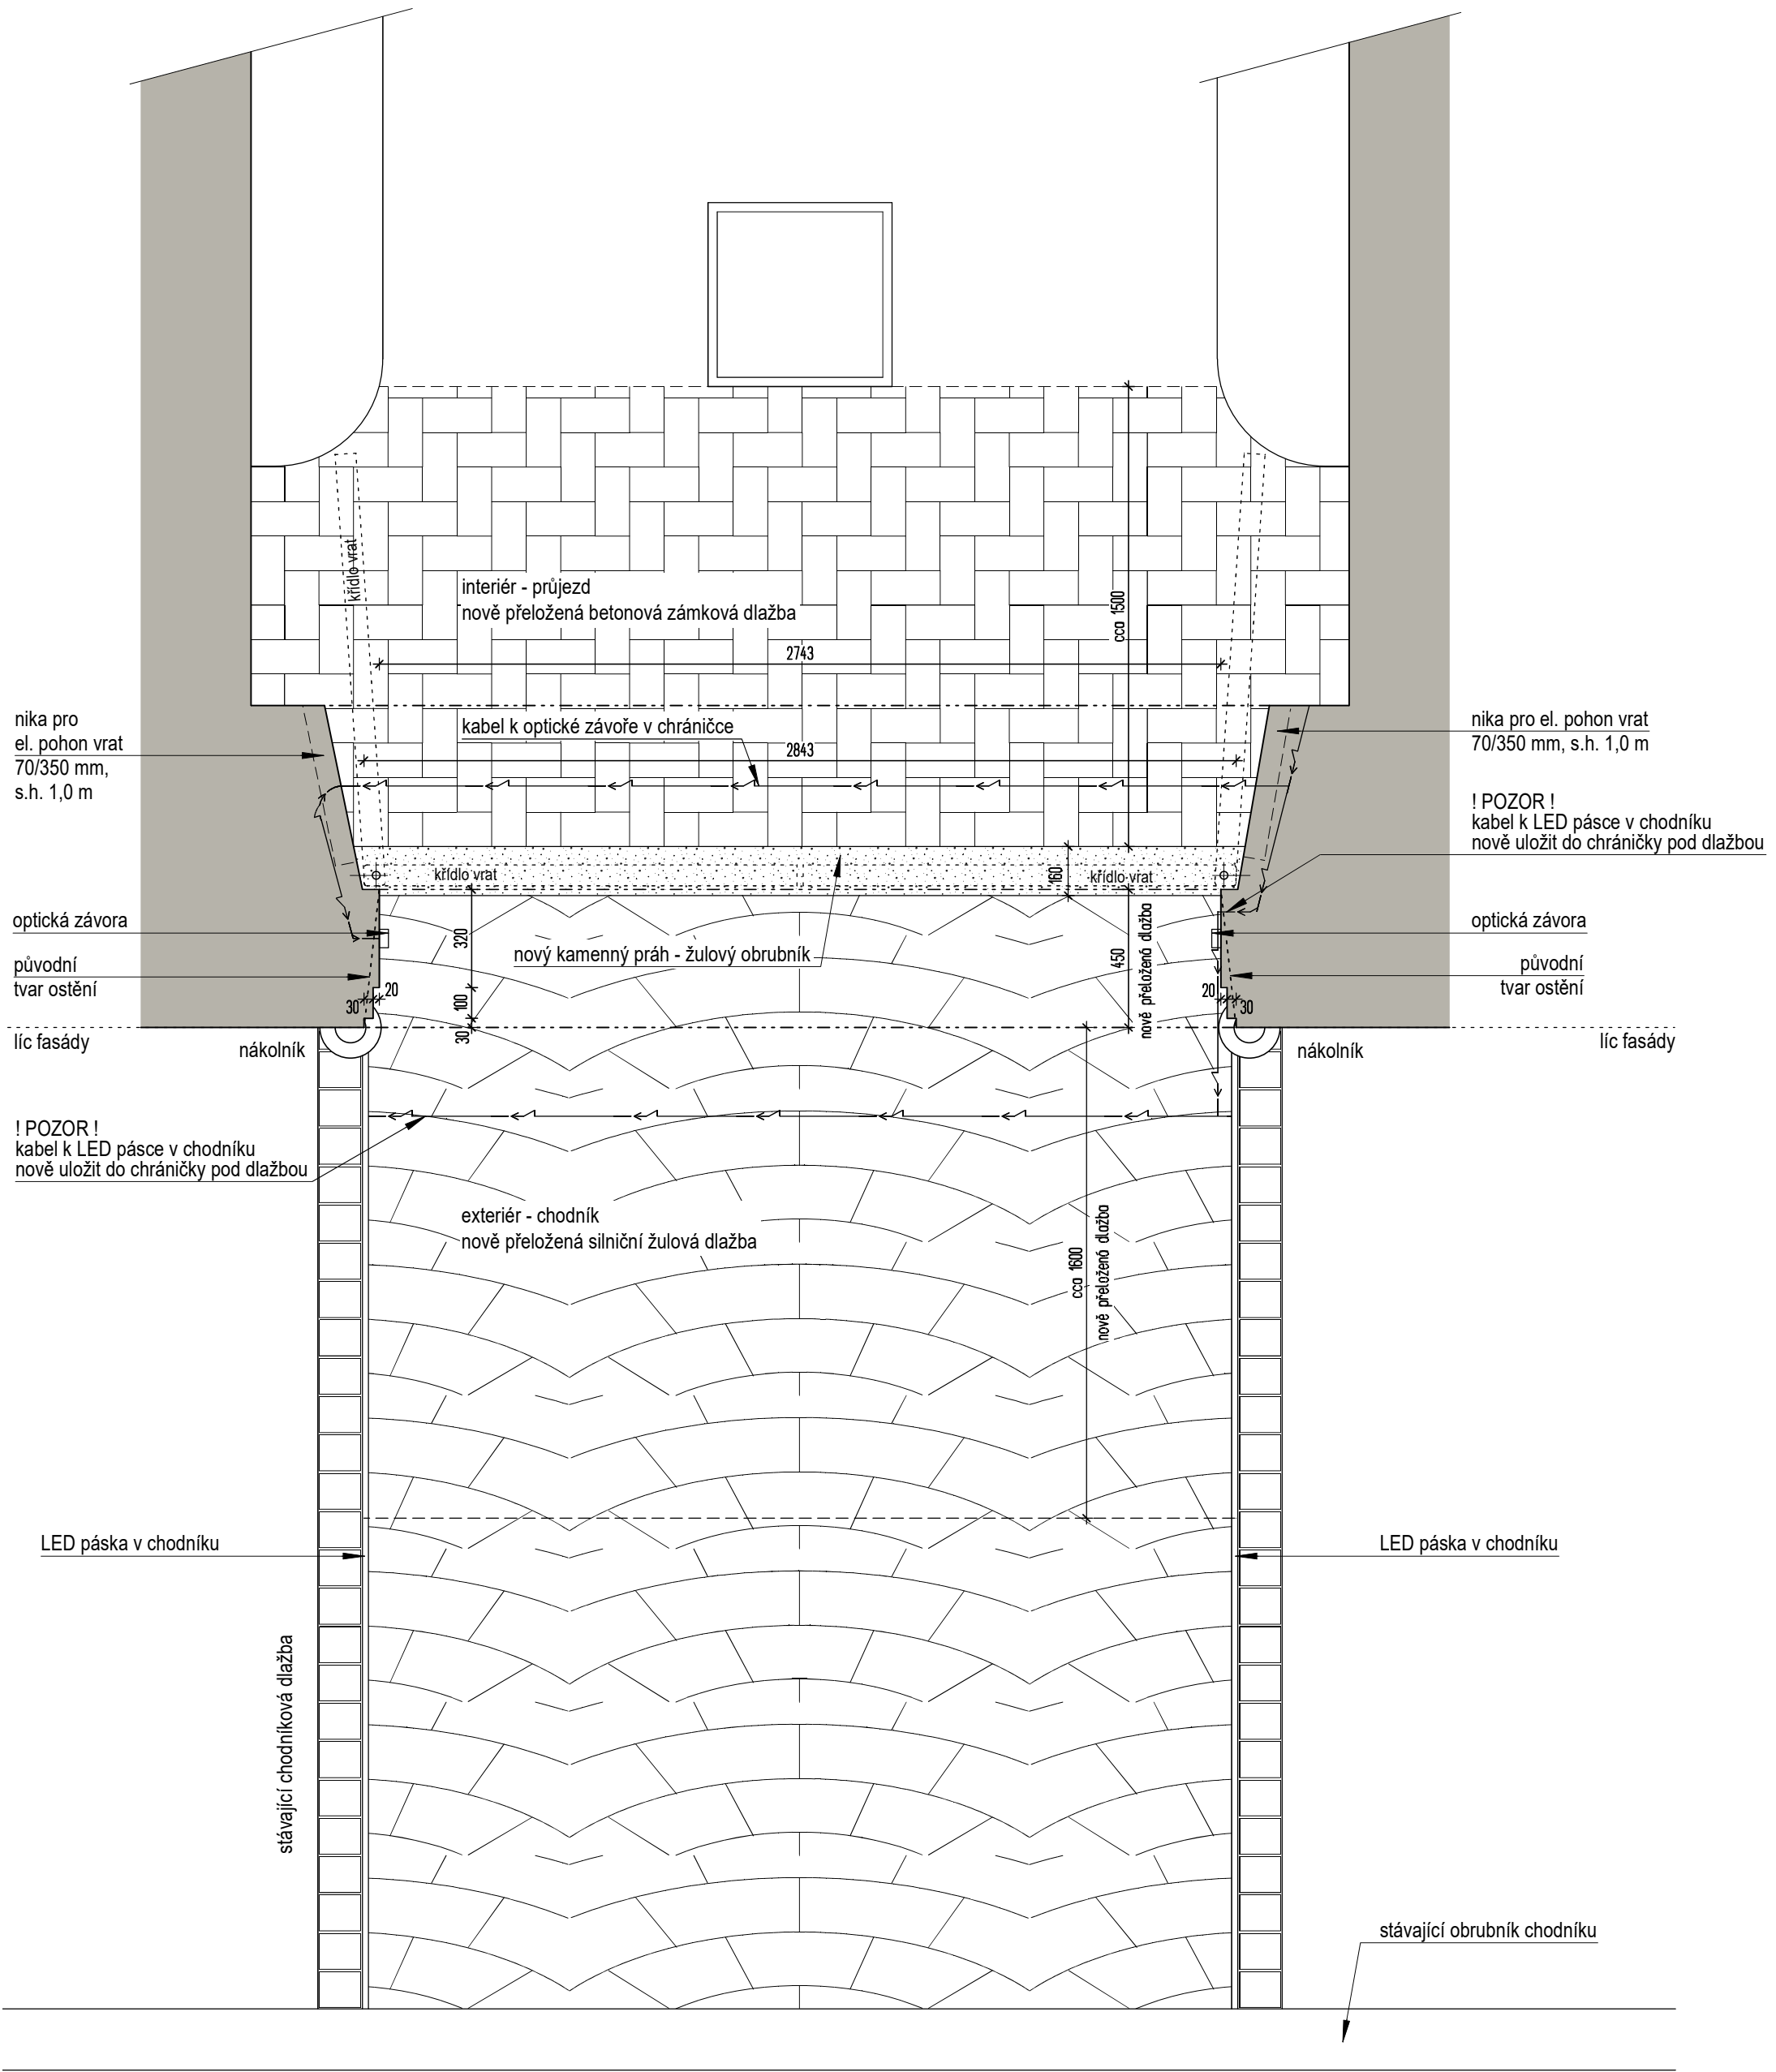 křídlo vrat
interiér - průjezd
nově přeložená betonová zámková dlažba
cca 1500
2743
nika pro
el. pohon vrat
70/350 mm,
s.h. 1,0 m
kabel k optické závoře v chráničce
2843
nika pro el. pohon vrat
70/350 mm, s.h. 1,0 m
! POZOR !
kabel k LED pásce v chodníku
nově uložit do chráničky pod dlažbou
křídlo vrat
160
křídlo vrat
optická závora
320
nový kamenný práh - žulový obrubník
450
nově přeložená dlažba
optická závora
původní
tvar ostění
30
20
100
30
20
30
původní
tvar ostění
líc fasády
nákolník
nákolník
líc fasády
! POZOR !
kabel k LED pásce v chodníku
nově uložit do chráničky pod dlažbou
exteriér - chodník
nově přeložená silniční žulová dlažba
cca 1600
nově přeložená dlažba
LED páska v chodníku
LED páska v chodníku
stávající chodníková dlažba
stávající obrubník chodníku